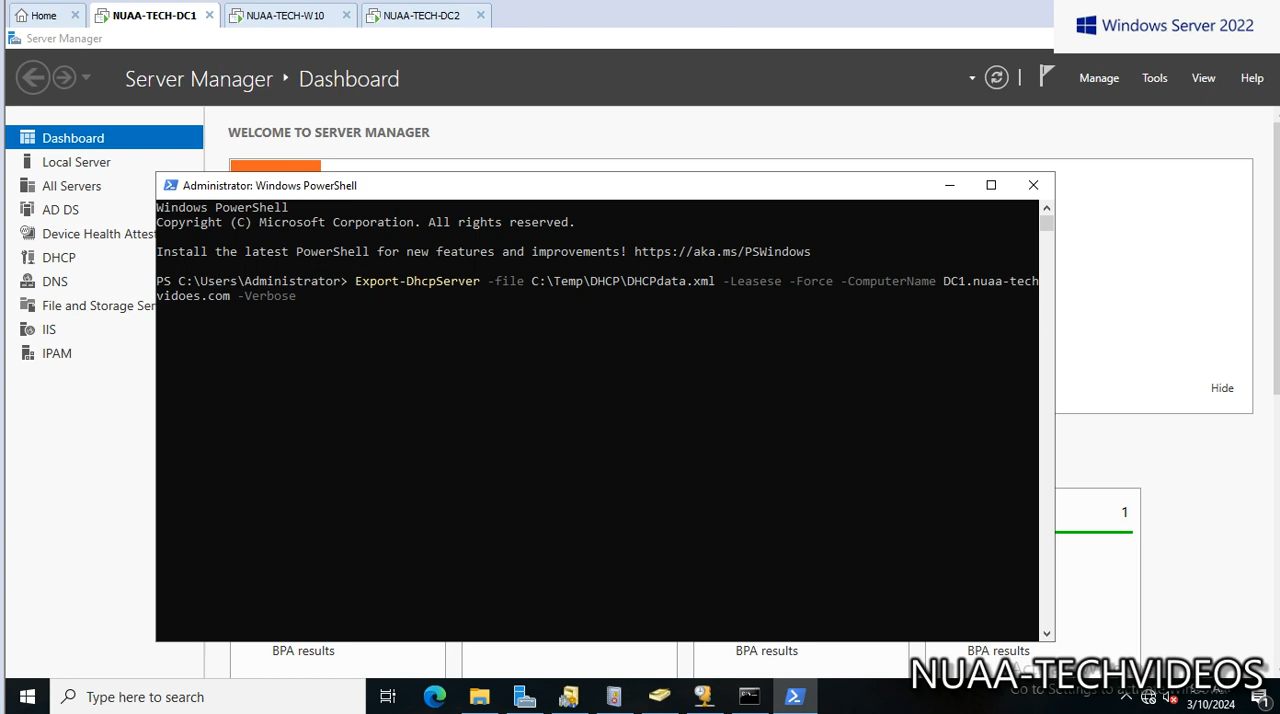 Home
NUAA-TECH-DC1
NUAA-TECH-W10
NUAA-TECH-DC2
Server Manager
Windows Server 2022
Server Manager
Dashboard
Manage
Tools
View
Help
Dashboard
Local Server
All Servers
AD DS
Device Health Attes
DHCP
DNS
File and Storage Ser
IIS
IPAM
WELCOME TO SERVER MANAGER
Administrator: Windows PowerShell
Windows PowerShell
Copyright (C) Microsoft Corporation. All rights reserved.
Install the latest PowerShell for new features and improvements! https://aka.ms/PSWindows
PS C:\Users\Administrator> Export-DhcpServer -file C:\Temp\DHCP\DHCPdata.xml -Leasese -Force -ComputerName DC1.nuaa-tech
vidoes.com -Verbose
Hide
1
BPA results
BPA results
BPA results
NUAA-TECHVIDEOS
Type here to search
3/10/2024
1